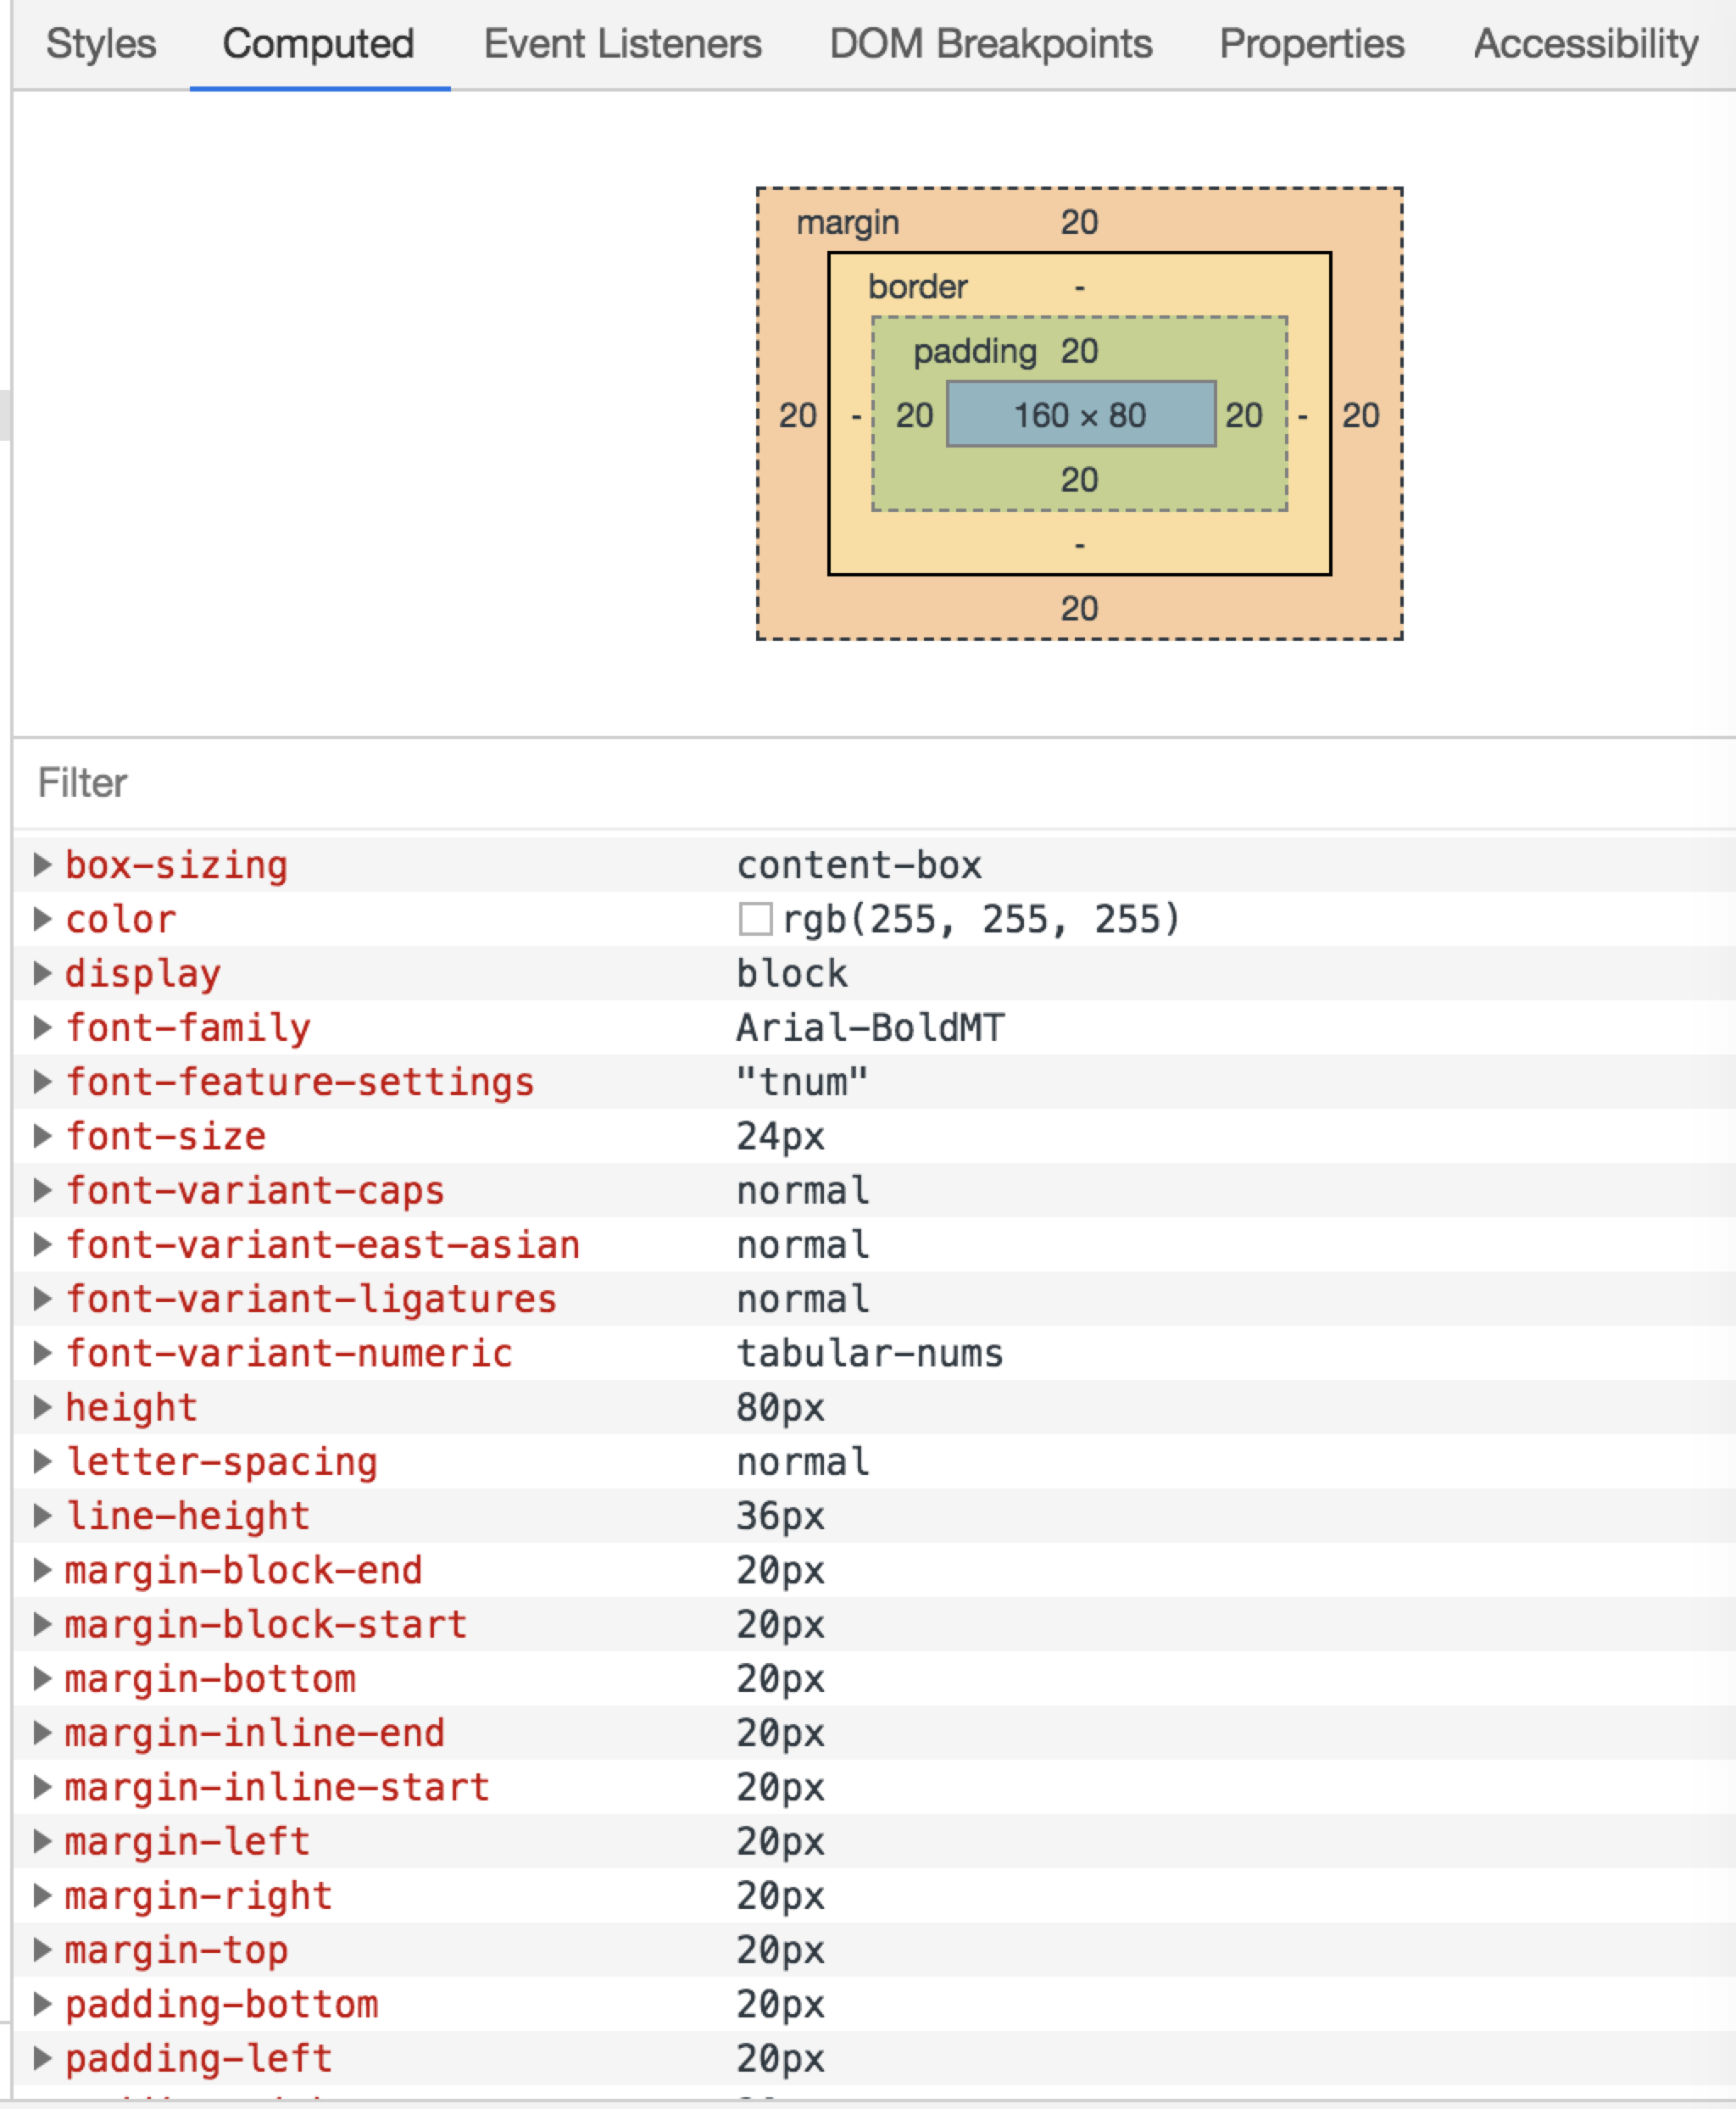 Styles Computed Event Listeners DOM Breakpoints Properties Accessibility
margin 20
border -
padding 20
20 - 20 160 × 80 20 - 20
20
-
20
Filter
box-sizing content-box
color rgb(255, 255, 255)
display block
font-family Arial-BoldMT
font-feature-settings "tnum"
font-size 24px
font-variant-caps normal
font-variant-east-asian normal
font-variant-ligatures normal
font-variant-numeric tabular-nums
height 80px
letter-spacing normal
line-height 36px
margin-block-end 20px
margin-block-start 20px
margin-bottom 20px
margin-inline-end 20px
margin-inline-start 20px
margin-left 20px
margin-right 20px
margin-top 20px
padding-bottom 20px
padding-left 20px